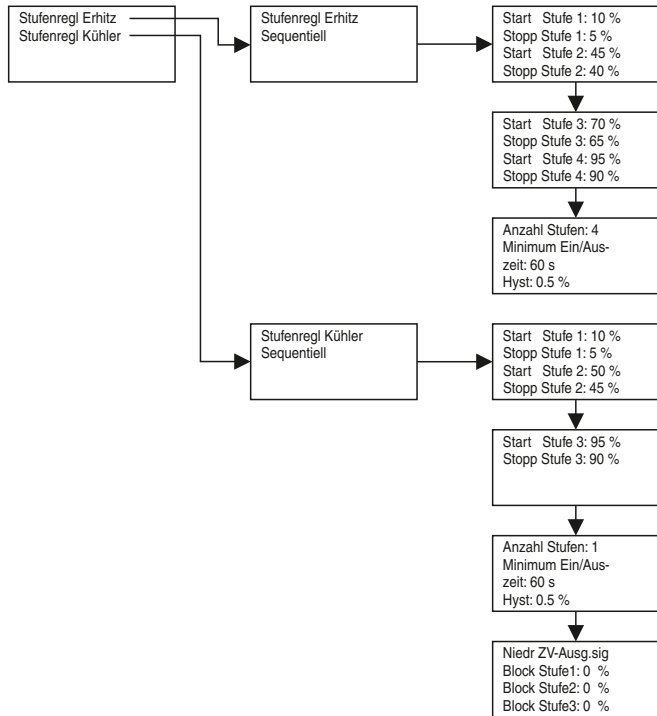 Stufenregl Erhitz
Stufenregl Kühler
Stufenregl Erhitz
Sequentiell
Start Stufe 1: 10 %
Stopp Stufe 1: 5 %
Start Stufe 2: 45 %
Stopp Stufe 2: 40 %
Start Stufe 3: 70 %
Stopp Stufe 3: 65 %
Start Stufe 4: 95 %
Stopp Stufe 4: 90 %
Anzahl Stufen: 4
Minimum Ein/Aus-
zeit: 60 s
Hyst: 0.5 %
Stufenregl Kühler
Sequentiell
Start Stufe 1: 10 %
Stopp Stufe 1: 5 %
Start Stufe 2: 50 %
Stopp Stufe 2: 45 %
Start Stufe 3: 95 %
Stopp Stufe 3: 90 %
Anzahl Stufen: 1
Minimum Ein/Aus-
zeit: 60 s
Hyst: 0.5 %
Niedr ZV-Ausg.sig
Block Stufe1: 0 %
Block Stufe2: 0 %
Block Stufe3: 0 %